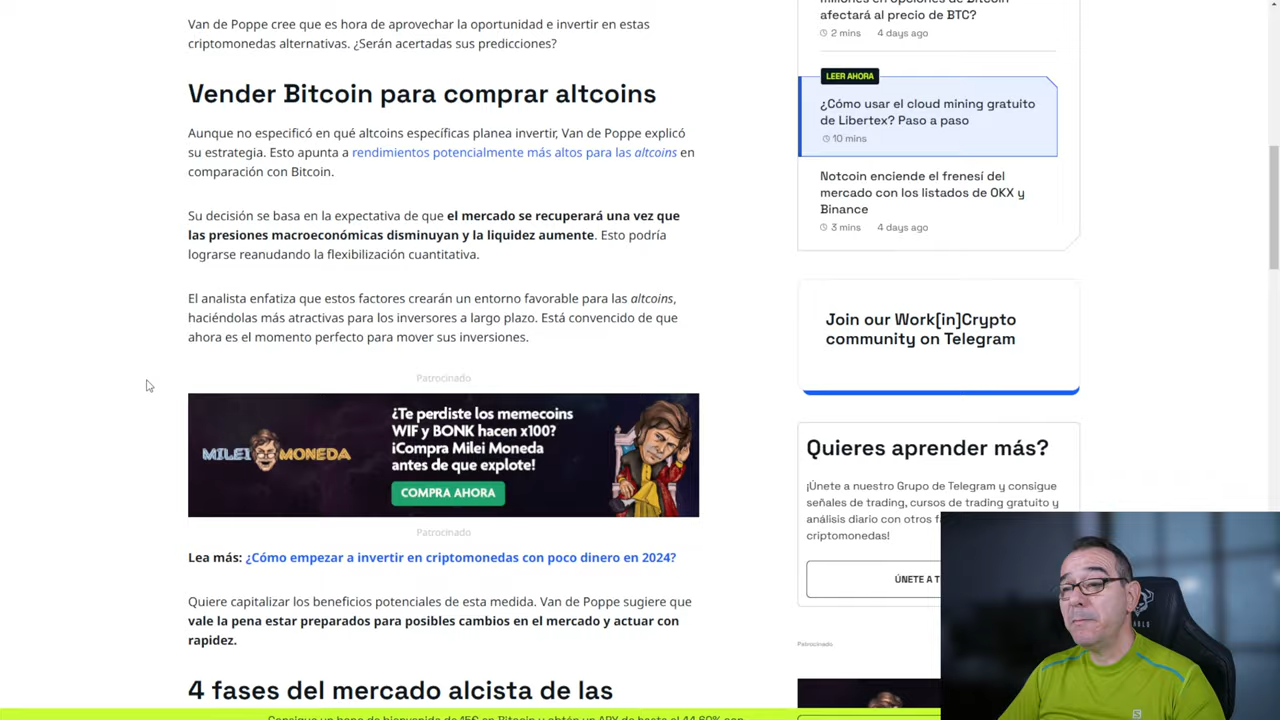 Van de Poppe cree que es hora de aprovechar la oportunidad e invertir en estas
criptomonedas alternativas. ¿Serán acertadas sus predicciones?
Vender Bitcoin para comprar altcoins
Aunque no especificó en qué altcoins específicas planea invertir, Van de Poppe explicó
su estrategia. Esto apunta a rendimientos potencialmente más altos para las altcoins en
comparación con Bitcoin.
Su decisión se basa en la expectativa de que el mercado se recuperará una vez que
las presiones macroeconómicas disminuyan y la liquidez aumente. Esto podría
lograrse reanudando la flexibilización cuantitativa.
El analista enfatiza que estos factores crearán un entorno favorable para las altcoins,
haciéndolas más atractivas para los inversores a largo plazo. Está convencido de que
ahora es el momento perfecto para mover sus inversiones.
Patrocinado
MILEI MONEDA
¿Te perdiste los memecoins
WIF y BONK hacen x100?
¡Compra Milei Moneda
antes de que explote!
COMPRA AHORA
Patrocinado
Lea más: ¿Cómo empezar a invertir en criptomonedas con poco dinero en 2024?
Quiere capitalizar los beneficios potenciales de esta medida. Van de Poppe sugiere que
vale la pena estar preparados para posibles cambios en el mercado y actuar con
rapidez.
4 fases del mercado alcista de las
millones en opciones de Bitcoin
afectará al precio de BTC?
2 mins 4 days ago
LEER AHORA
¿Cómo usar el cloud mining gratuito
de Libertex? Paso a paso
10 mins
Notcoin enciende el frenesí del
mercado con los listados de OKX y
Binance
3 mins 4 days ago
Join our Work[in]Crypto
community on Telegram
Quieres aprender más?
¡Únete a nuestro Grupo de Telegram y consigue
señales de trading, cursos de trading gratuito y
análisis diario con otros
criptomonedas!
ÚNETE A
Patrocinado